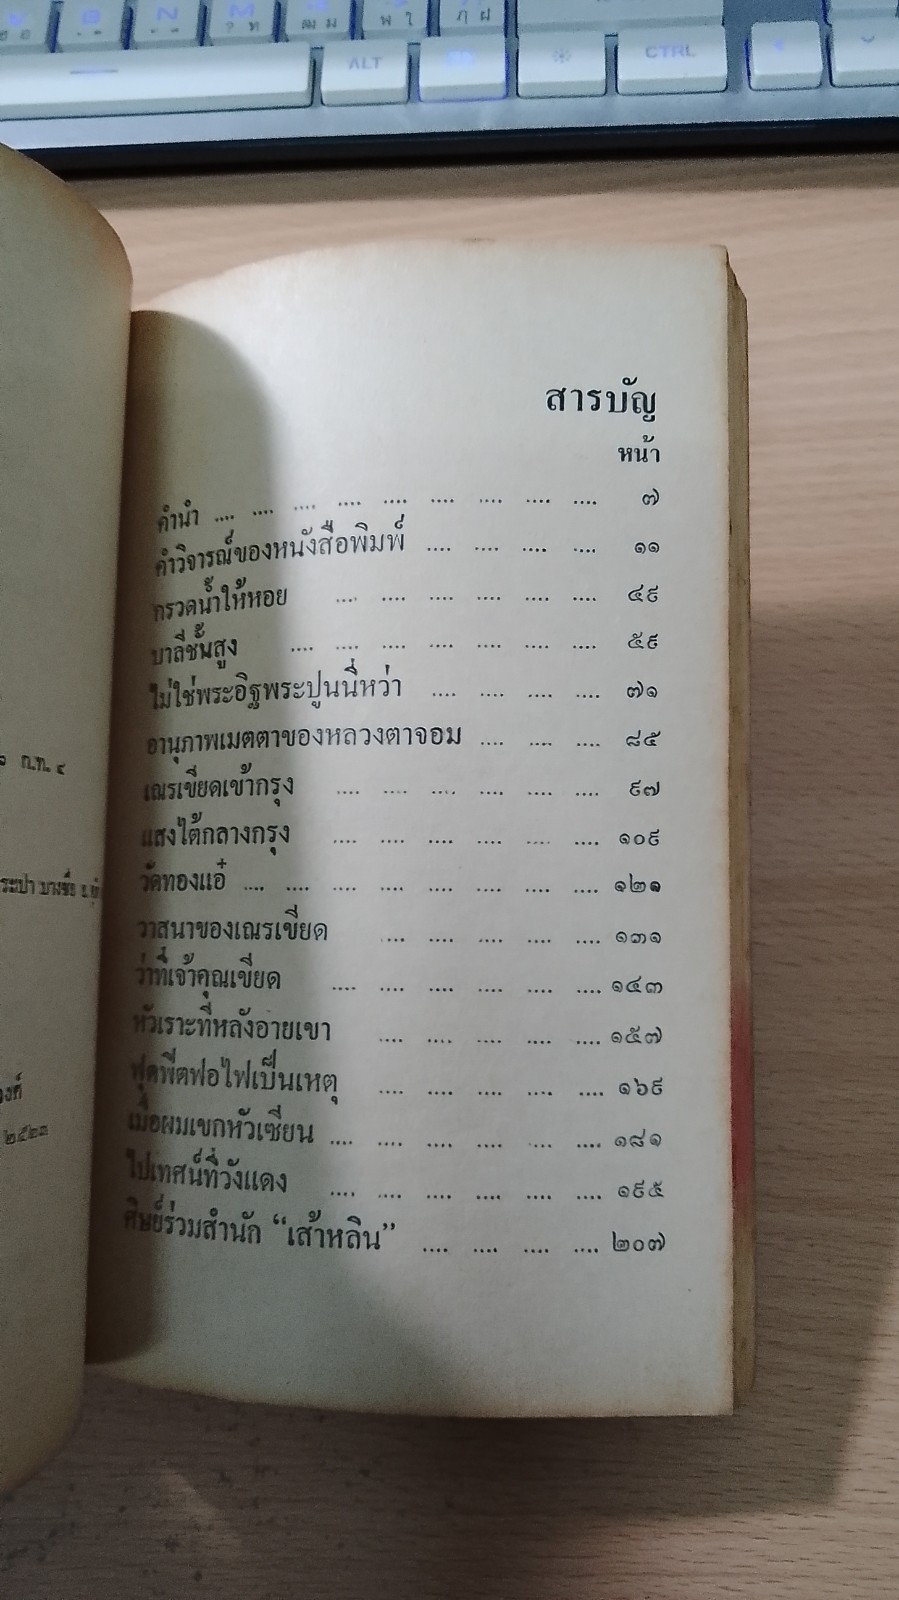 ALT
CTRL
ก.ท. ๔
๒๕๒๓
สารบัญ
หน้า
คำนำ .... .... .... .... .... .... .... .... .... ๗
คำวิจารณ์ของหนังสือพิมพ์ .... .... .... .... ๑๑
กรวดน้ำให้หอย .... .... .... .... .... .... ๔๙
บาลีชั้นสูง .... .... .... .... .... .... .... ๕๙
ไม่ใช่พระอิฐพระปูนนี่หว่า .... .... .... .... ๗๑
อานุภาพเมตตาของหลวงตาจอม .... .... .... ๘๕
เณรเขียดเข้ากรุง .... .... .... .... .... .... ๙๗
แสงไต้กลางกรุง .... .... .... .... .... .... ๑๐๙
วัดทองแอ๋ .... .... .... .... .... .... .... .... ๑๒๑
วาสนาของเณรเขียด .... .... .... .... .... ๑๓๑
ว่าที่เจ้าคุณเขียด .... .... .... .... .... .... ๑๔๓
หัวเราะที่หลังอายเขา .... .... .... .... .... ๑๕๗
ฟุดฟิตฟอไฟเป็นเหตุ .... .... .... .... .... ๑๖๙
เมื่อผมเขกหัวเซียน .... .... .... .... .... .... ๑๘๑
ไปเทศน์ที่วังแดง .... .... .... .... .... .... ๑๙๕
ศิษย์ร่วมสำนัก “เส้าหลิน” .... .... .... .... ๒๐๗